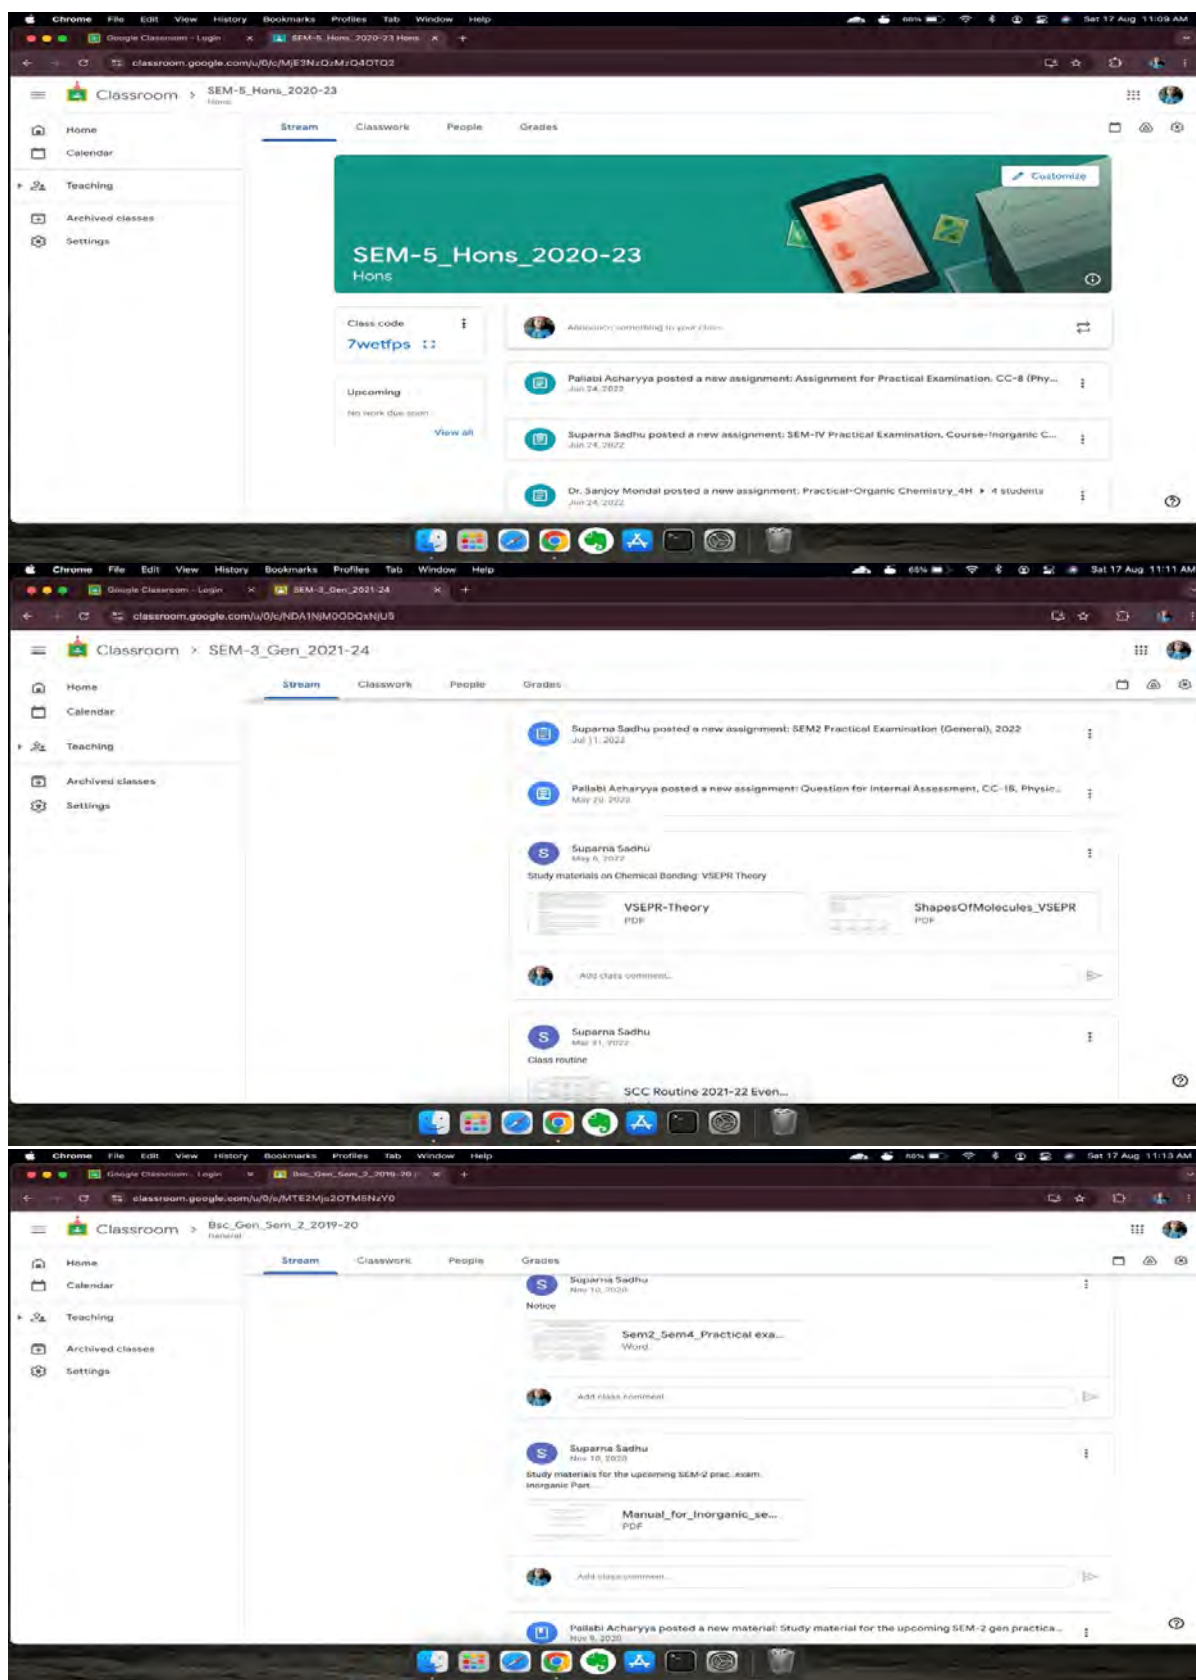 Chrome File Edit View History Bookmarks Profiles Tab Window Help
Sat 17 Aug 11:09 AM
Google Classroom - Login
SEM-5_Hons_2020-23 Hons
classroom.google.com/u/0/c/MjE3NzQzMzQ4OTQ2
Classroom > SEM-5_Hons_2020-23
Hons
Home
Stream Classwork People Grades
Calendar
Teaching
Customize
Archived classes
Settings
SEM-5_Hons_2020-23
Hons
Class code
7wetfps
Announce something to your class
Upcoming
No work due soon
View all
Pallabi Acharyya posted a new assignment: Assignment for Practical Examination, CC-8 (Phy...
Jun 24, 2022
Suparna Sadhu posted a new assignment: SEM-IV Practical Examination, Course-Inorganic C...
Jun 24, 2022
Dr. Sanjoy Mondal posted a new assignment: Practical-Organic Chemistry_4H 4 students
Jun 24, 2022
Chrome File Edit View History Bookmarks Profiles Tab Window Help
Sat 17 Aug 11:11 AM
Google Classroom - Login
SEM-3_Gen_2021-24
Classroom > SEM-3_Gen_2021-24
Home
Stream Classwork People Grades
Calendar
Teaching
Archived classes
Settings
Suparna Sadhu posted a new assignment: SEM2 Practical Examination (General), 2022
Jul 11, 2022
Pallabi Acharyya posted a new assignment: Question for Internal Assessment, CC-1B, Physic...
May 20, 2022
S
Suparna Sadhu
May 6, 2022
Study materials on Chemical Bonding: VSEPR Theory
VSEPR-Theory
PDF
ShapesOfMolecules_VSEPR
PDF
Add class comment...
S
Suparna Sadhu
Mar 31, 2022
Class routine
SCC Routine 2021-22 Even...
Chrome File Edit View History Bookmarks Profiles Tab Window Help
Sat 17 Aug 11:13 AM
Google Classroom - Login
Bsc_Gen_Sem_2_2019-20
Classroom > Bsc_Gen_Sem_2_2019-20
General
Home
Stream Classwork People Grades
Calendar
Teaching
Archived classes
Settings
S
Suparna Sadhu
Nov 10, 2020
Notice
Sem2_Sem4_Practical exa...
Word
Add class comment
S
Suparna Sadhu
Nov 10, 2020
Study materials for the upcoming SEM-2 prac. exam.
Inorganic Part...
Manual_for_Inorganic_se...
PDF
Add class comment...
Pallabi Acharyya posted a new material: Study material for the upcoming SEM-2 gen practica...
Nov 9, 2020